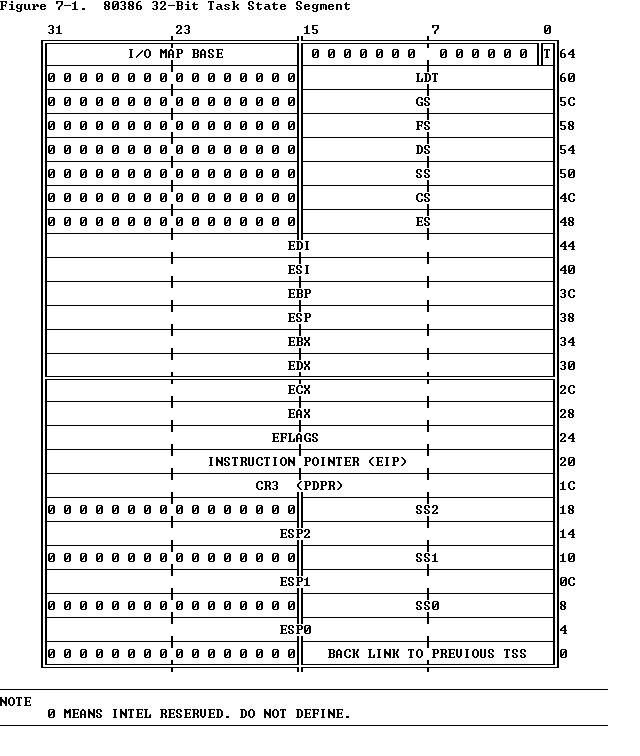 Figure 7-1.  80386 32-Bit Task State Segment
31 23 15 7 0
I/O MAP BASE 0 0 0 0 0 0 0 0 0 0 0 0 0 T 64
0 0 0 0 0 0 0 0 0 0 0 0 0 0 0 0 LDT 60
0 0 0 0 0 0 0 0 0 0 0 0 0 0 0 0 GS 5C
0 0 0 0 0 0 0 0 0 0 0 0 0 0 0 0 FS 58
0 0 0 0 0 0 0 0 0 0 0 0 0 0 0 0 DS 54
0 0 0 0 0 0 0 0 0 0 0 0 0 0 0 0 SS 50
0 0 0 0 0 0 0 0 0 0 0 0 0 0 0 0 CS 4C
0 0 0 0 0 0 0 0 0 0 0 0 0 0 0 0 ES 48
EDI 44
ESI 40
EBP 3C
ESP 38
EBX 34
EDX 30
ECX 2C
EAX 28
EFLAGS 24
INSTRUCTION POINTER (EIP) 20
CR3 (PDPR) 1C
0 0 0 0 0 0 0 0 0 0 0 0 0 0 0 0 SS2 18
ESP2 14
0 0 0 0 0 0 0 0 0 0 0 0 0 0 0 0 SS1 10
ESP1 0C
0 0 0 0 0 0 0 0 0 0 0 0 0 0 0 0 SS0 8
ESP0 4
0 0 0 0 0 0 0 0 0 0 0 0 0 0 0 0 BACK LINK TO PREVIOUS TSS 0
NOTE
0 MEANS INTEL RESERVED. DO NOT DEFINE.